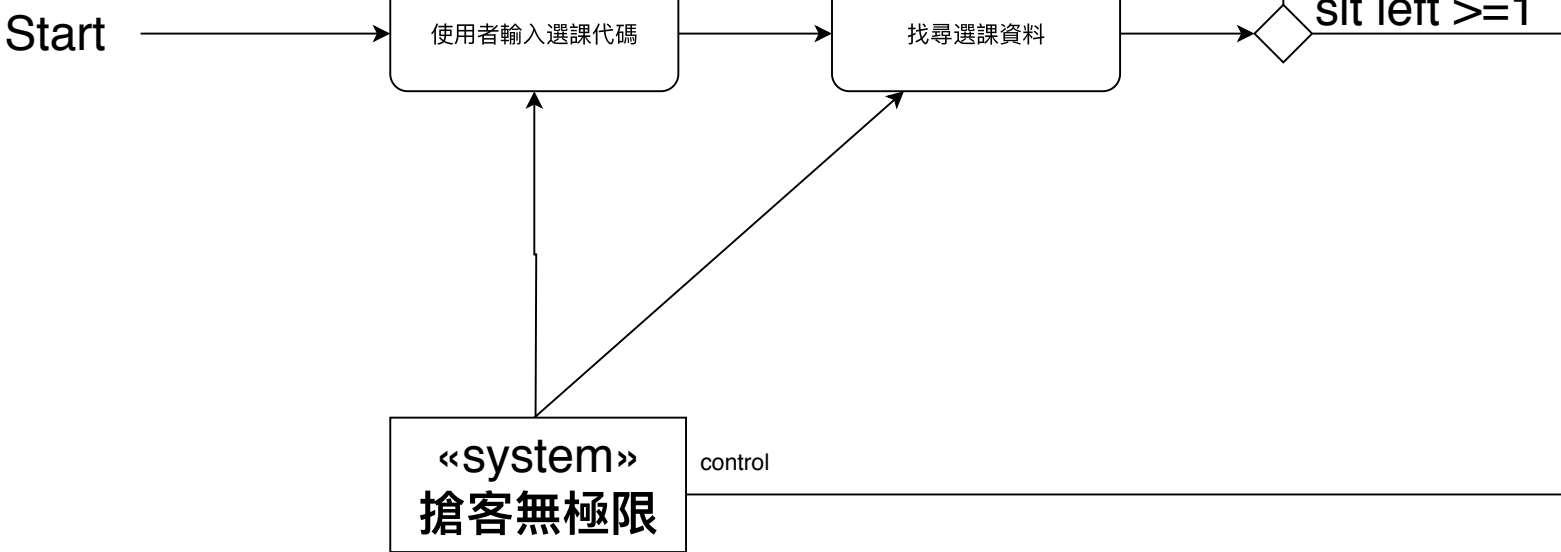 Start
使用者輸入選課代碼
找尋選課資料
slt left >=1
«system»
搶客無極限
control